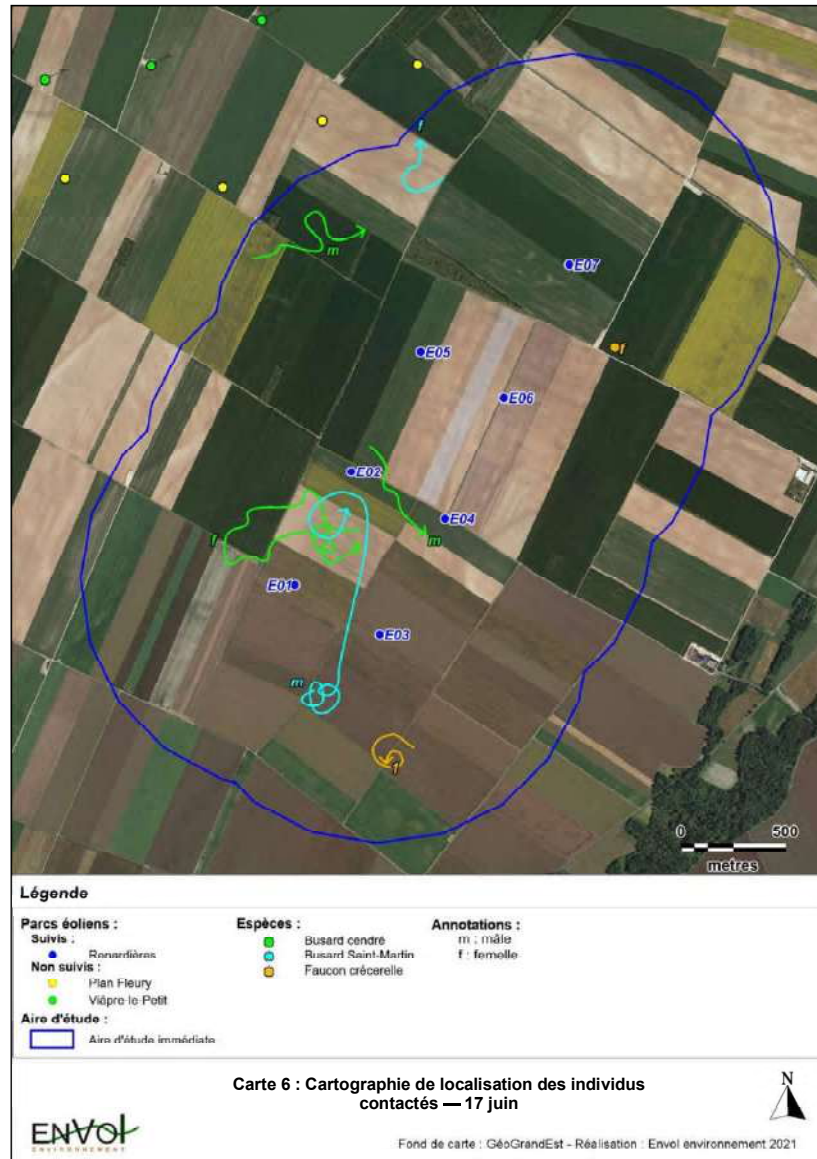 f
m
E07
E05
f
E06
E02
f
E04
m
E01
E03
m
f
0 500
metres
Légende
Parcs éoliens :
Suivis :
Renardières
Non suivis :
Plan Fleury
Viâpre-le-Petit
Aire d'étude :
Aire d'étude immédiate
Espèces :
Busard cendré
Busard Saint-Martin
Faucon crécerelle
Annotations :
m : mâle
f : femelle
Carte 6 : Cartographie de localisation des individus
contactés — 17 juin
N
ENVOL
ENVIRONNEMENT
Fond de carte : GéoGrandEst - Réalisation : Envol environnement 2021